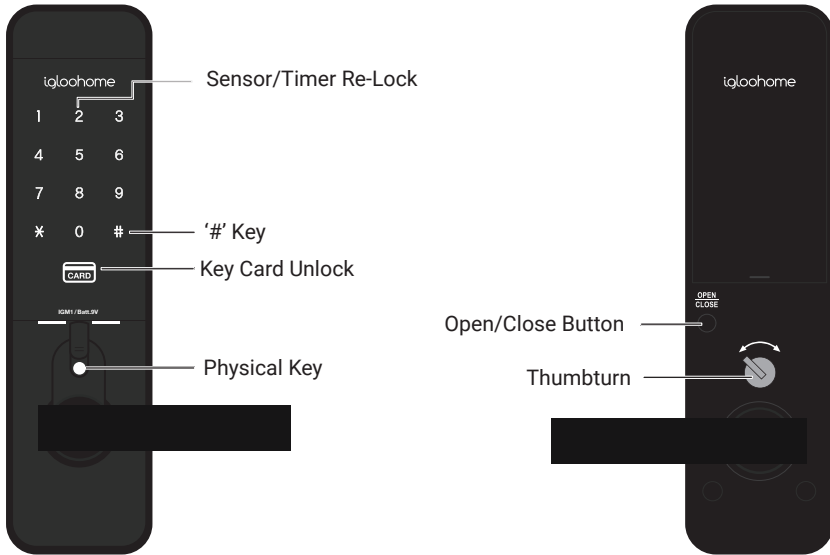 igloohome
Sensor/Timer Re-Lock
1 2 3
4 5 6
7 8 9
* 0 #
‘#’ Key
CARD
Key Card Unlock
IGM1 / Batt.9V
Physical Key
igloohome
OPEN
CLOSE
Open/Close Button
Thumbturn